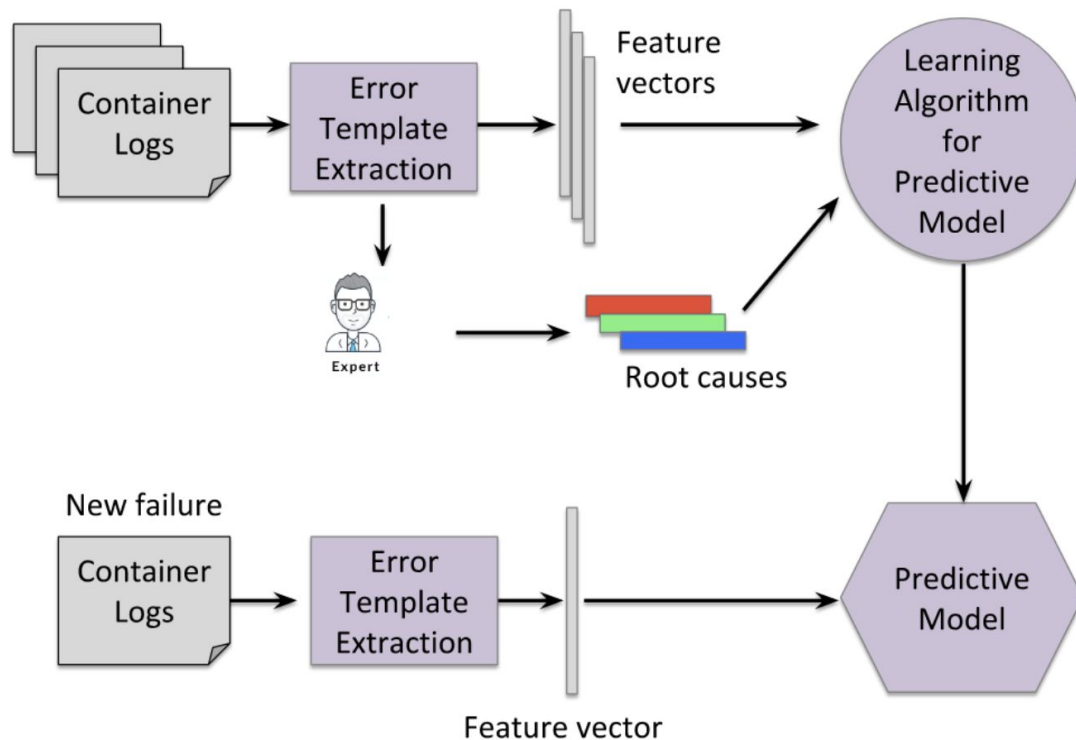 Container
Logs
Error
Template
Extraction
Feature
vectors
Learning
Algorithm
for
Predictive
Model
Expert
Root causes
New failure
Container
Logs
Error
Template
Extraction
Feature vector
Predictive
Model